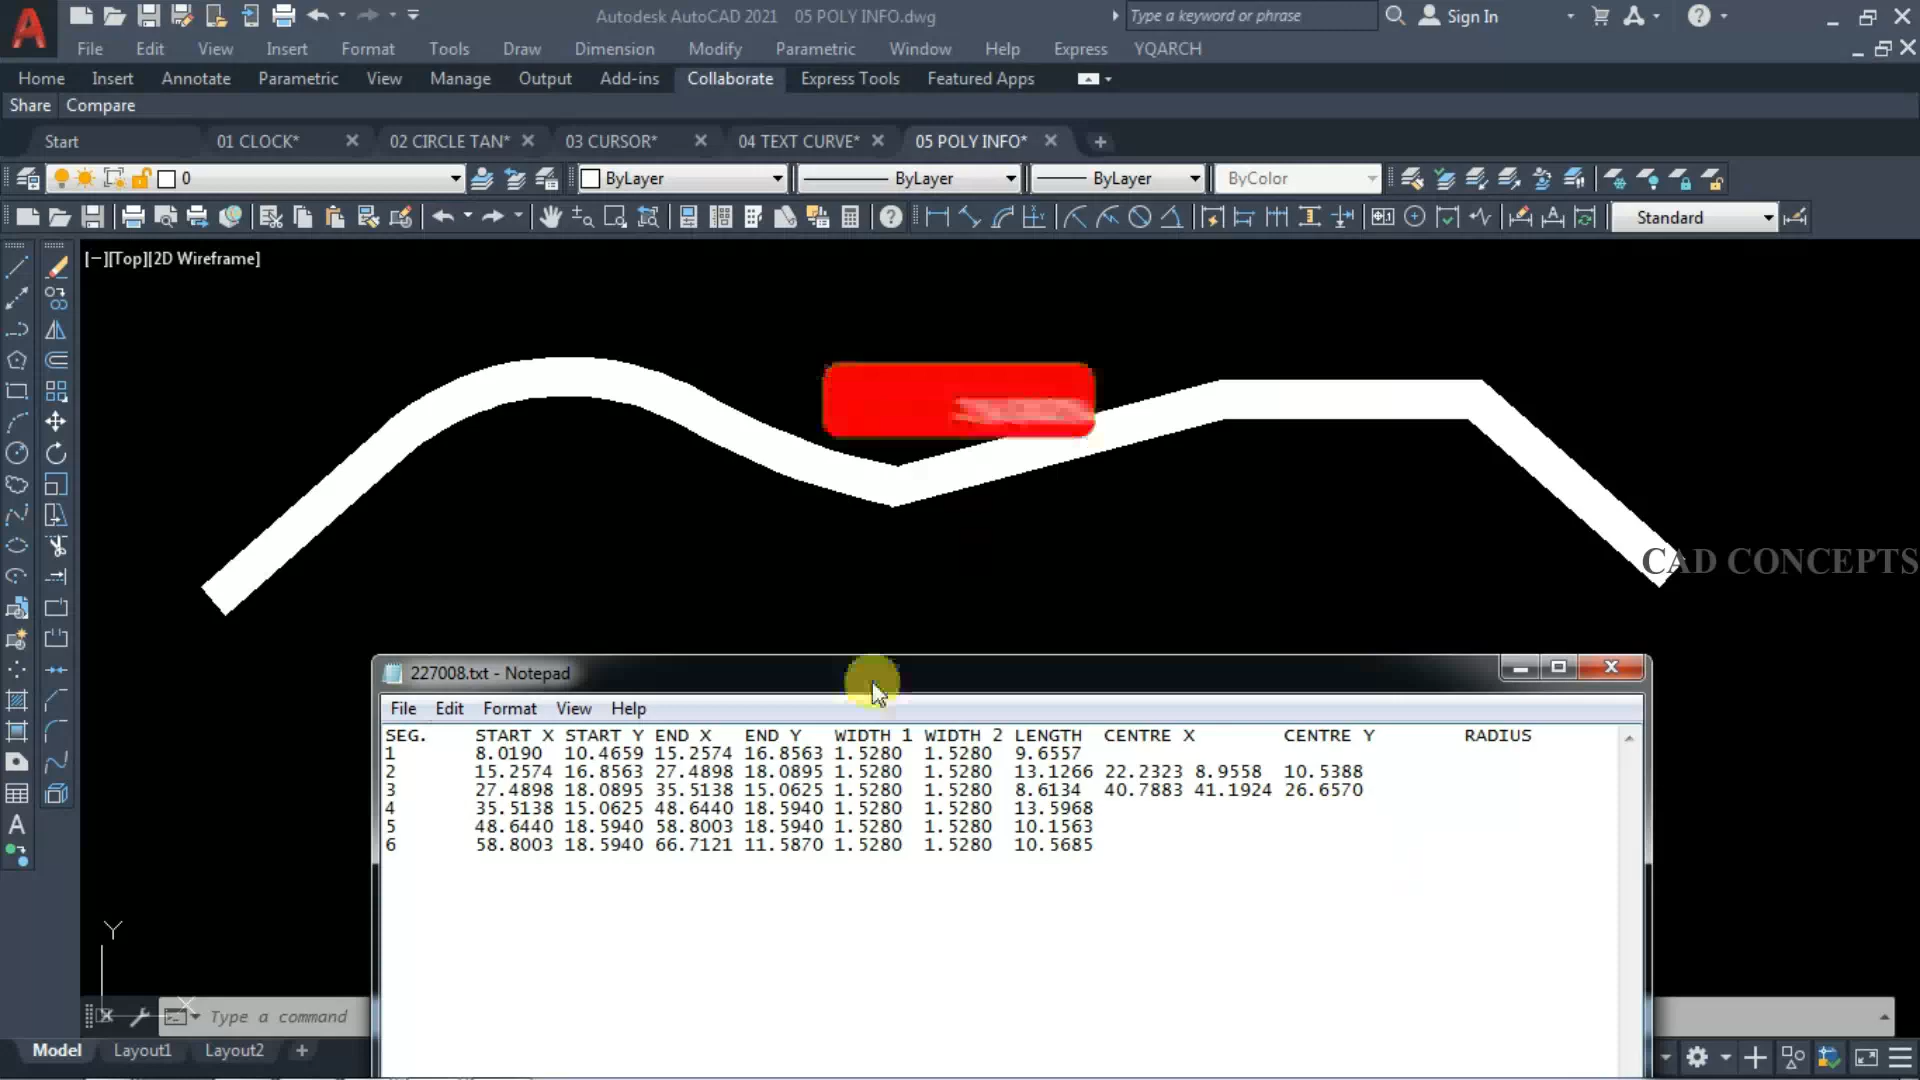 Autodesk AutoCAD 2021 05 POLY INFO.dwg Type a keyword or phrase Sign In
File Edit View Insert Format Tools Draw Dimension Modify Parametric Window Help Express YQARCH
Home Insert Annotate Parametric View Manage Output Add-ins Collaborate Express Tools Featured Apps
Share Compare
Start 01 CLOCK* 02 CIRCLE TAN* 03 CURSOR* 04 TEXT CURVE* 05 POLY INFO*
0 ByLayer ByLayer ByLayer ByColor
Standard
[−][Top][2D Wireframe]
CAD CONCEPTS
227008.txt - Notepad
File Edit Format View Help
SEG. START X START Y END X END Y WIDTH 1 WIDTH 2 LENGTH CENTRE X CENTRE Y RADIUS
1 8.0190 10.4659 15.2574 16.8563 1.5280 1.5280 9.6557
2 15.2574 16.8563 27.4898 18.0895 1.5280 1.5280 13.1266 22.2323 8.9558 10.5388
3 27.4898 18.0895 35.5138 15.0625 1.5280 1.5280 8.6134 40.7883 41.1924 26.6570
4 35.5138 15.0625 48.6440 18.5940 1.5280 1.5280 13.5968
5 48.6440 18.5940 58.8003 18.5940 1.5280 1.5280 10.1563
6 58.8003 18.5940 66.7121 11.5870 1.5280 1.5280 10.5685
Y
X
Type a command
Model Layout1 Layout2